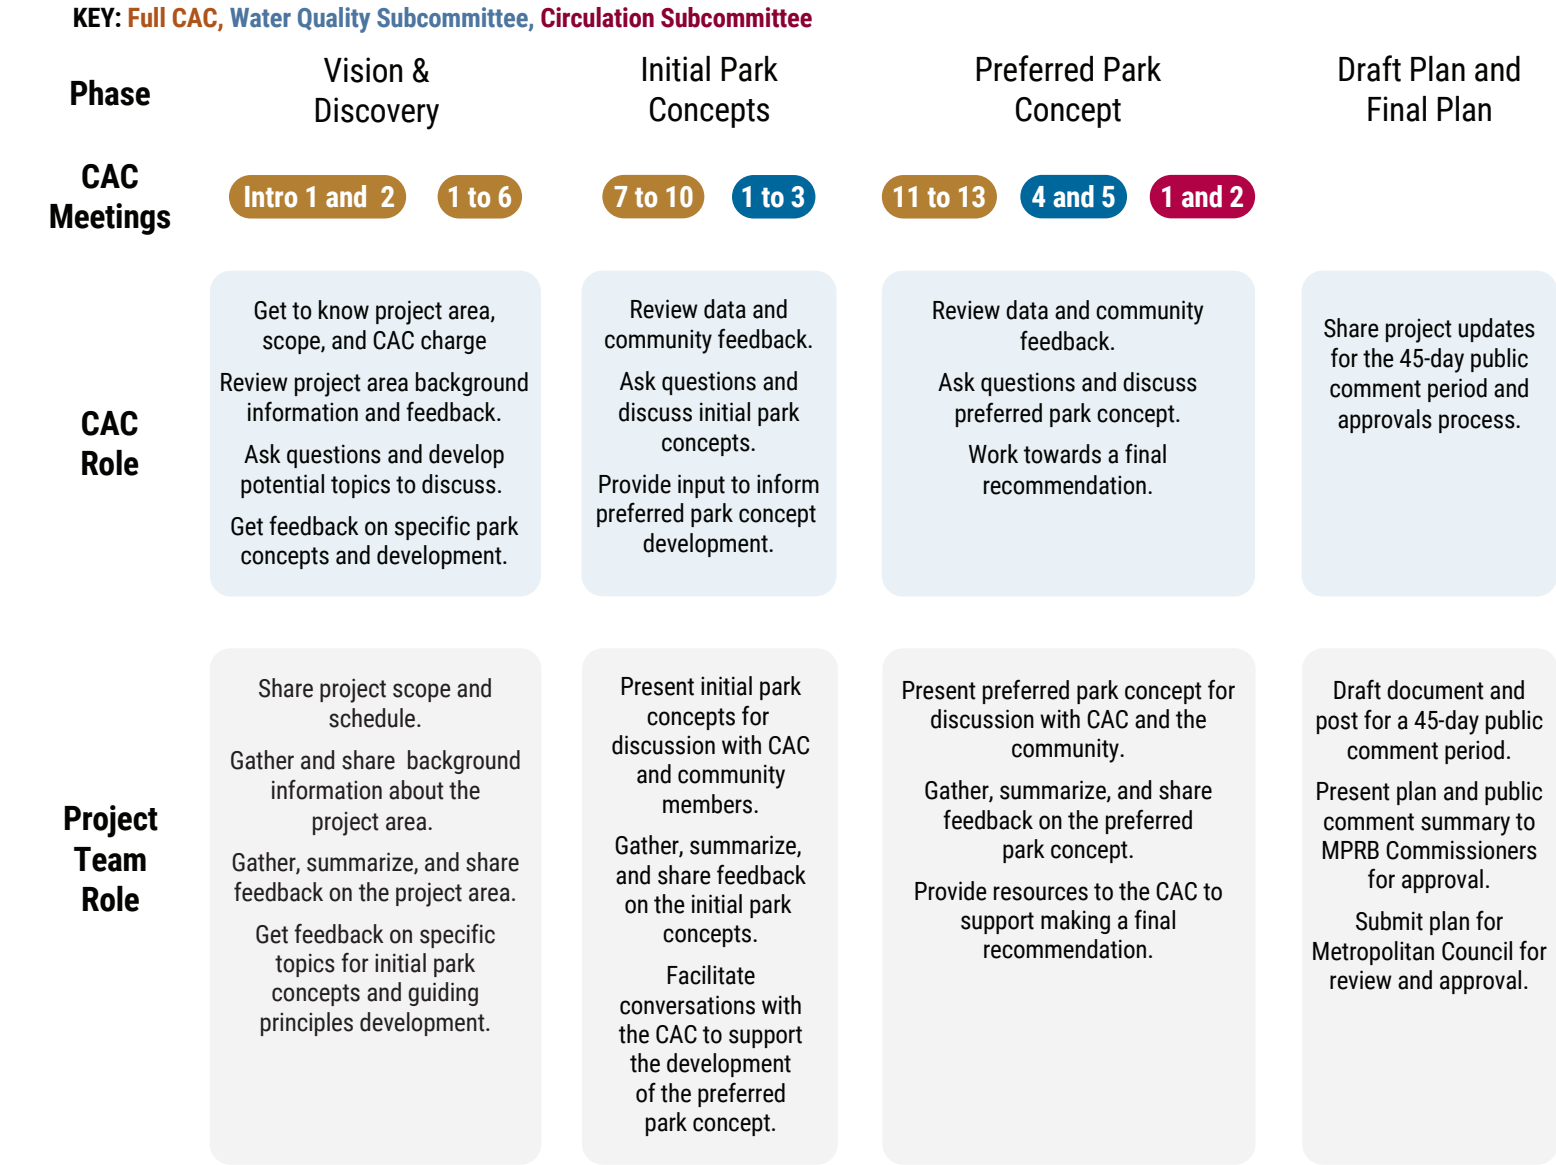 KEY: Full CAC, Water Quality Subcommittee, Circulation Subcommittee
Phase
Vision &
Discovery
Initial Park
Concepts
Preferred Park
Concept
Draft Plan and
Final Plan
CAC
Meetings
Intro 1 and 2
1 to 6
7 to 10
1 to 3
11 to 13
4 and 5
1 and 2
CAC
Role
Get to know project area,
scope, and CAC charge
Review project area background
information and feedback.
Ask questions and develop
potential topics to discuss.
Get feedback on specific park
concepts and development.
Review data and
community feedback.
Ask questions and
discuss initial park
concepts.
Provide input to inform
preferred park concept
development.
Review data and community
feedback.
Ask questions and discuss
preferred park concept.
Work towards a final
recommendation.
Share project updates
for the 45-day public
comment period and
approvals process.
Project
Team
Role
Share project scope and
schedule.
Gather and share background
information about the
project area.
Gather, summarize, and share
feedback on the project area.
Get feedback on specific
topics for initial park
concepts and guiding
principles development.
Present initial park
concepts for
discussion with CAC
and community
members.
Gather, summarize,
and share feedback
on the initial park
concepts.
Facilitate
conversations with
the CAC to support
the development
of the preferred
park concept.
Present preferred park concept for
discussion with CAC and the
community.
Gather, summarize, and share
feedback on the preferred
park concept.
Provide resources to the CAC to
support making a final
recommendation.
Draft document and
post for a 45-day public
comment period.
Present plan and public
comment summary to
MPRB Commissioners
for approval.
Submit plan for
Metropolitan Council for
review and approval.